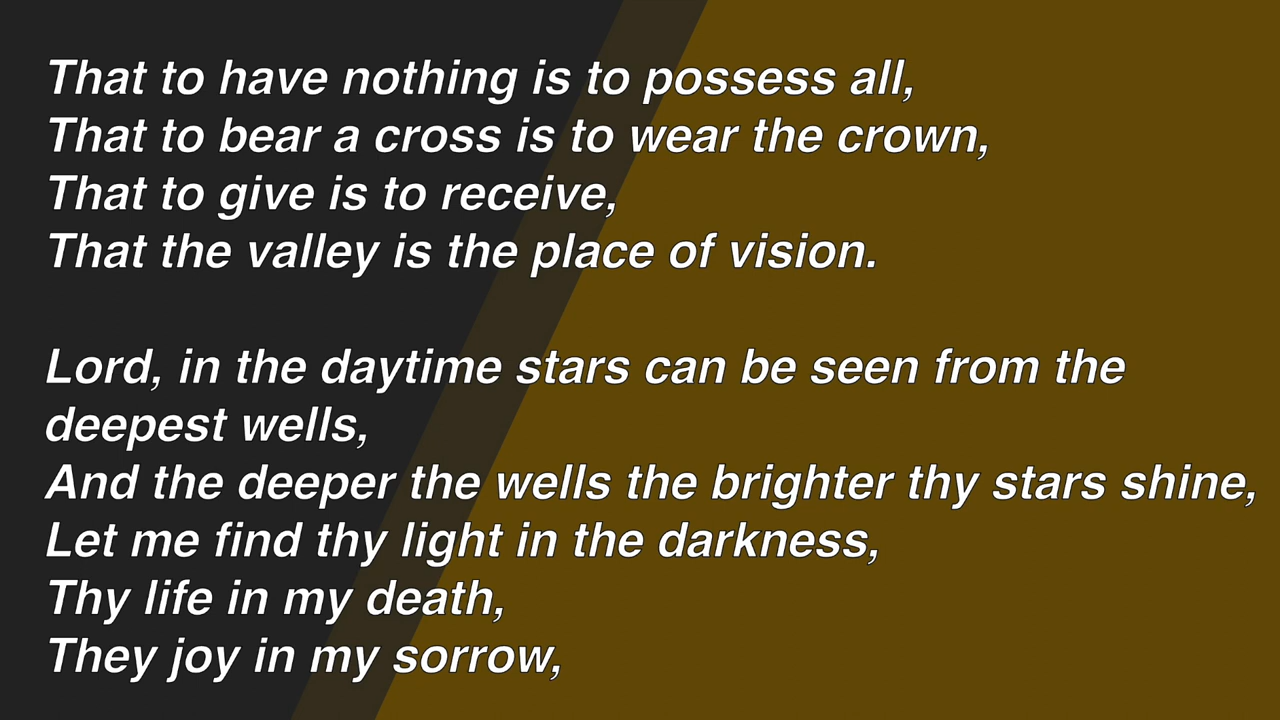 That to have nothing is to possess all,
That to bear a cross is to wear the crown,
That to give is to receive,
That the valley is the place of vision.
Lord, in the daytime stars can be seen from the
deepest wells,
And the deeper the wells the brighter thy stars shine,
Let me find thy light in the darkness,
Thy life in my death,
They joy in my sorrow,